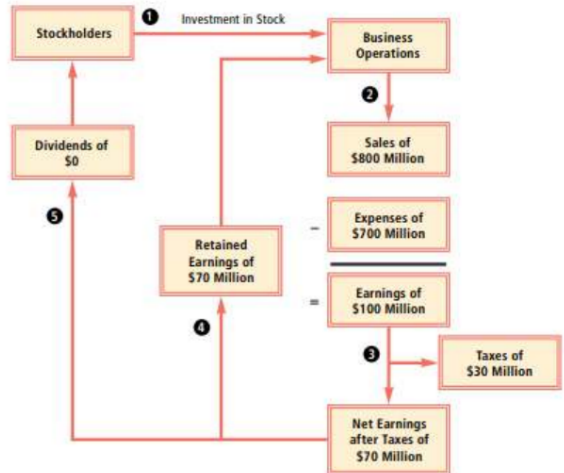 1
Investment in Stock
Stockholders
Business
Operations
2
Dividends of
$0
Sales of
$800 Million
5
−
Expenses of
$700 Million
Retained
Earnings of
$70 Million
=
Earnings of
$100 Million
4
3
Taxes of
$30 Million
Net Earnings
after Taxes of
$70 Million